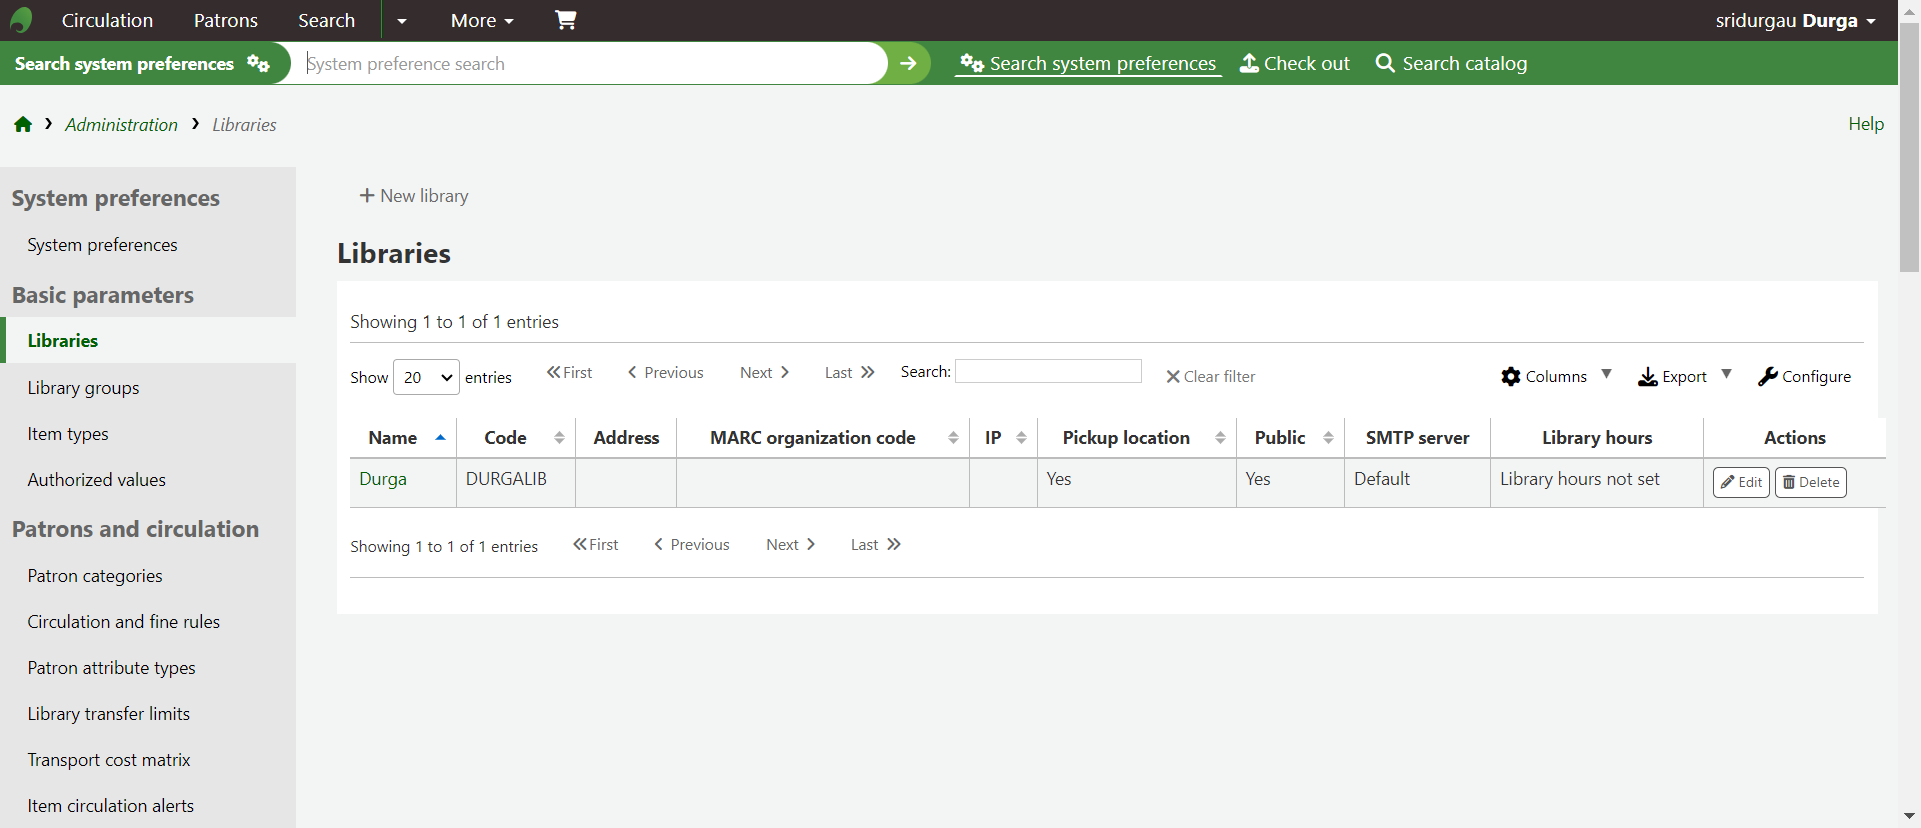 Circulation Patrons Search More sridurgau Durga
Search system preferences System preference search Search system preferences Check out Search catalog
Administration Libraries Help
System preferences
System preferences
Basic parameters
Libraries
Library groups
Item types
Authorized values
Patrons and circulation
Patron categories
Circulation and fine rules
Patron attribute types
Library transfer limits
Transport cost matrix
Item circulation alerts
New library
Libraries
Showing 1 to 1 of 1 entries
Show 20 entries First Previous Next Last Search: Clear filter Columns Export Configure
Name Code Address MARC organization code IP Pickup location Public SMTP server Library hours Actions
Durga DURGALIB Yes Yes Default Library hours not set Edit Delete
Showing 1 to 1 of 1 entries First Previous Next Last